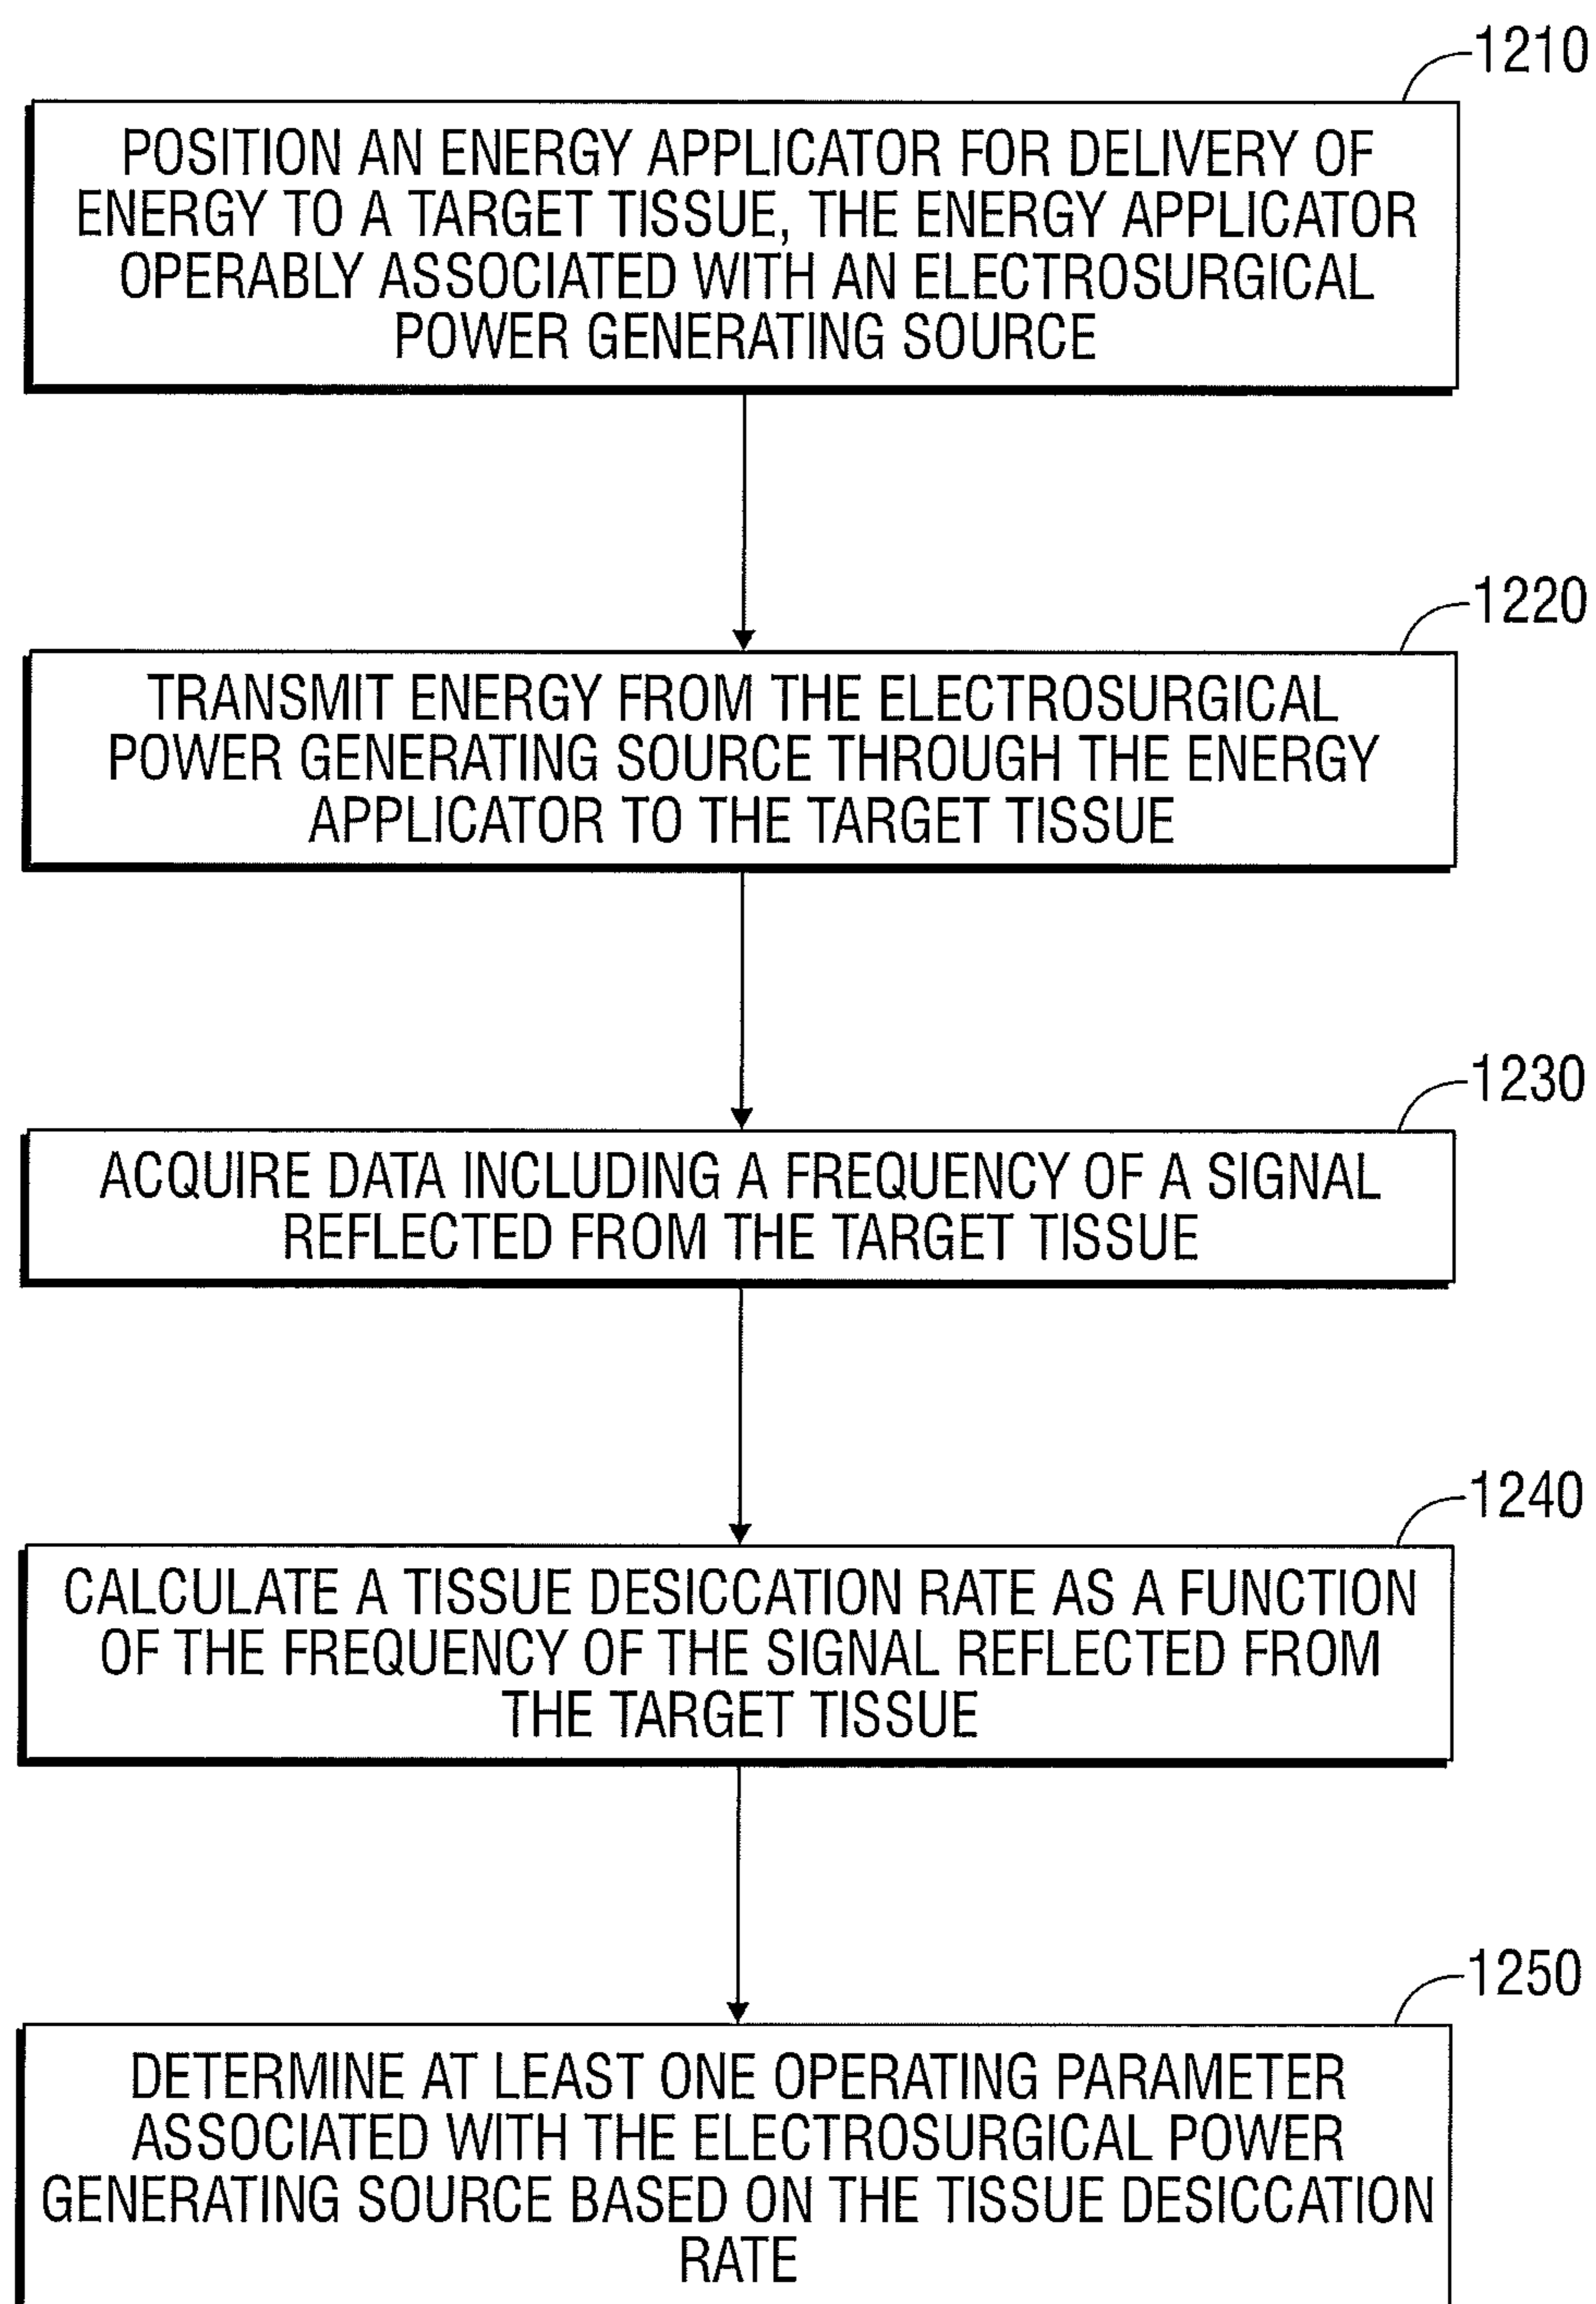 1210
POSITION AN ENERGY APPLICATOR FOR DELIVERY OF
ENERGY TO A TARGET TISSUE, THE ENERGY APPLICATOR
OPERABLY ASSOCIATED WITH AN ELECTROSURGICAL
POWER GENERATING SOURCE
1220
TRANSMIT ENERGY FROM THE ELECTROSURGICAL
POWER GENERATING SOURCE THROUGH THE ENERGY
APPLICATOR TO THE TARGET TISSUE
1230
ACQUIRE DATA INCLUDING A FREQUENCY OF A SIGNAL
REFLECTED FROM THE TARGET TISSUE
1240
CALCULATE A TISSUE DESICCATION RATE AS A FUNCTION
OF THE FREQUENCY OF THE SIGNAL REFLECTED FROM
THE TARGET TISSUE
1250
DETERMINE AT LEAST ONE OPERATING PARAMETER
ASSOCIATED WITH THE ELECTROSURGICAL POWER
GENERATING SOURCE BASED ON THE TISSUE DESICCATION
RATE